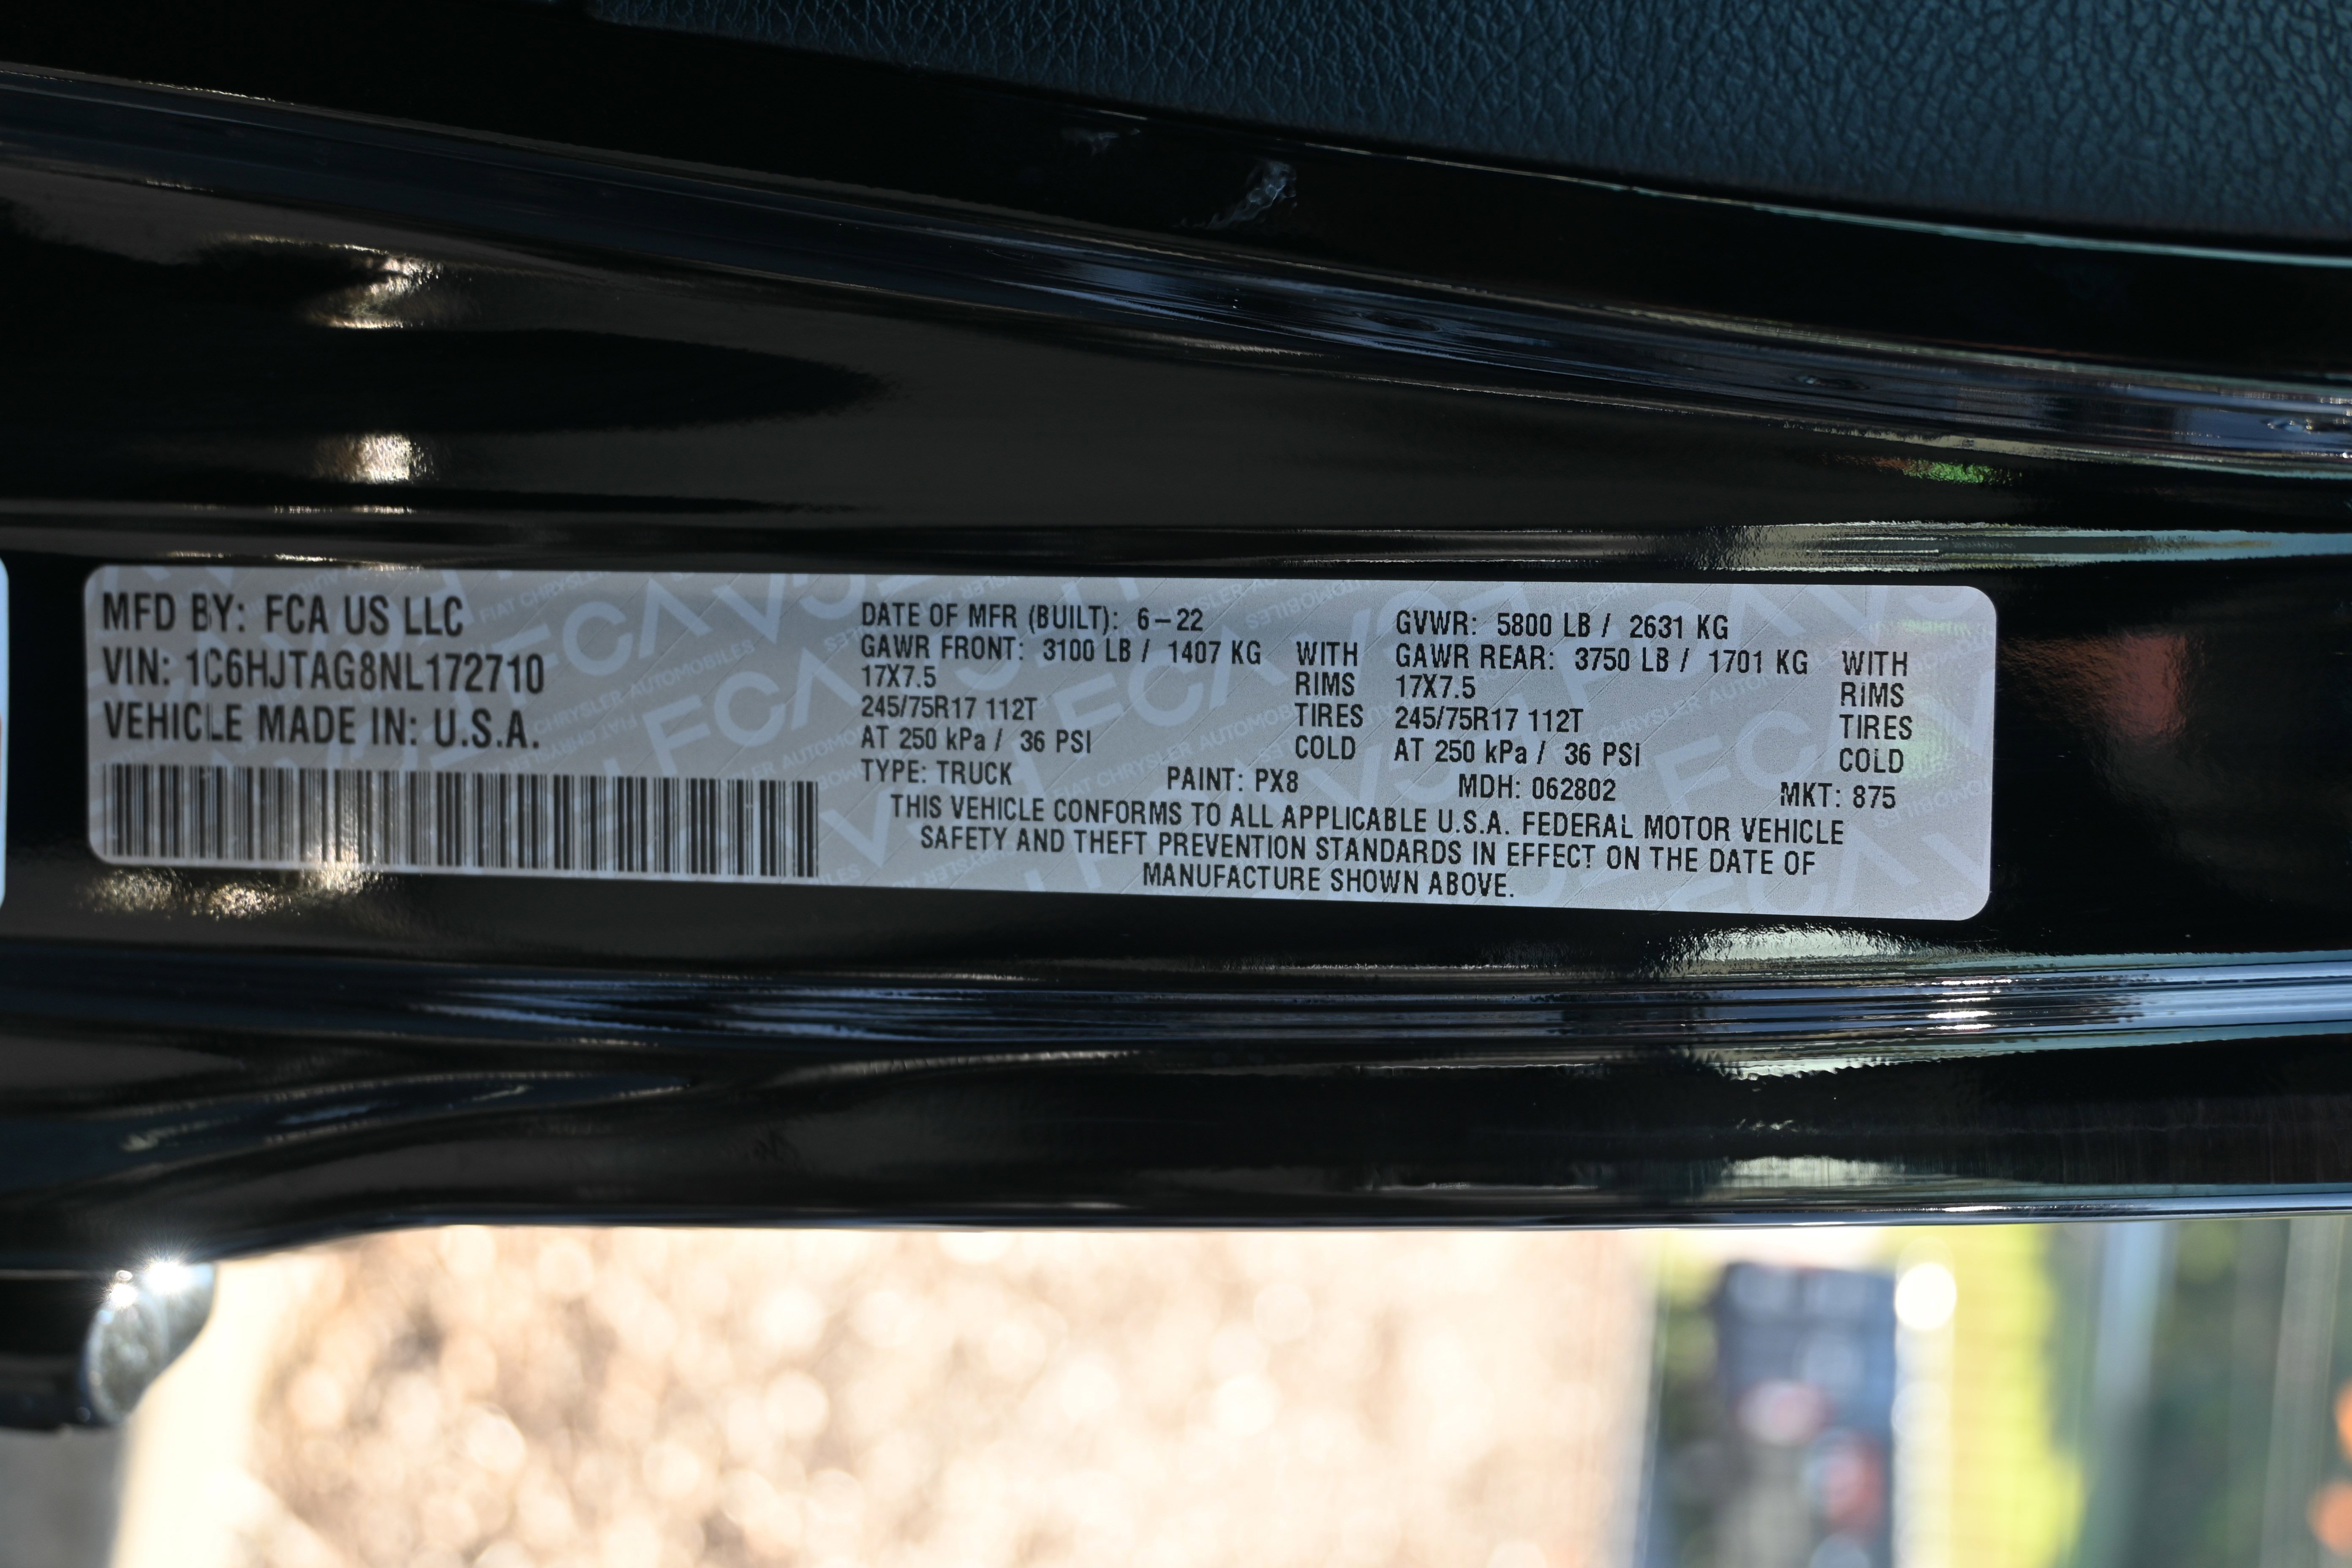 MFD BY: FCA US LLC
VIN: 1C6HJTAG8NL172710
VEHICLE MADE IN: U.S.A.
DATE OF MFR (BUILT): 6-22 GVWR: 5800 LB / 2631 KG
GAWR FRONT: 3100 LB / 1407 KG WITH GAWR REAR: 3750 LB / 1701 KG WITH
17X7.5 RIMS 17X7.5 RIMS
245/75R17 112T TIRES 245/75R17 112T TIRES
AT 250 kPa / 36 PSI COLD AT 250 kPa / 36 PSI COLD
TYPE: TRUCK PAINT: PX8 MDH: 062802 MKT: 875
THIS VEHICLE CONFORMS TO ALL APPLICABLE U.S.A. FEDERAL MOTOR VEHICLE
SAFETY AND THEFT PREVENTION STANDARDS IN EFFECT ON THE DATE OF
MANUFACTURE SHOWN ABOVE.